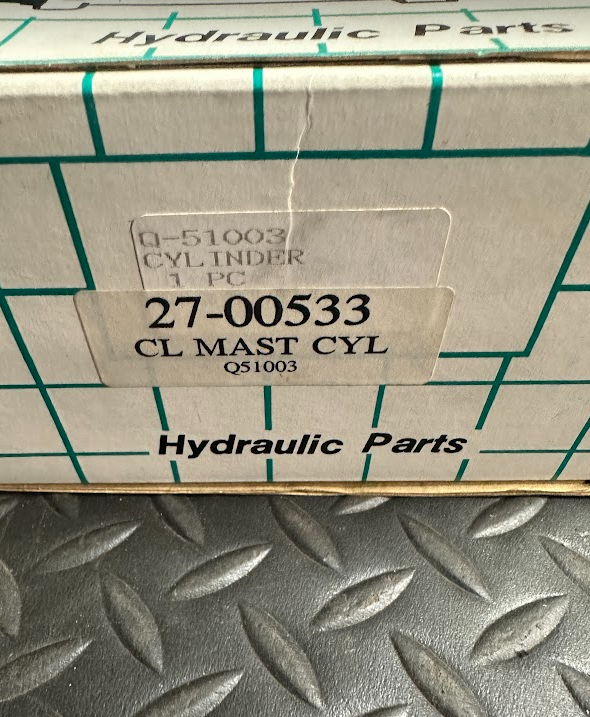 Hydraulic Parts
Q-51003
CYLINDER
1 PC
27-00533
CL MAST CYL
Q51003
Hydraulic Parts